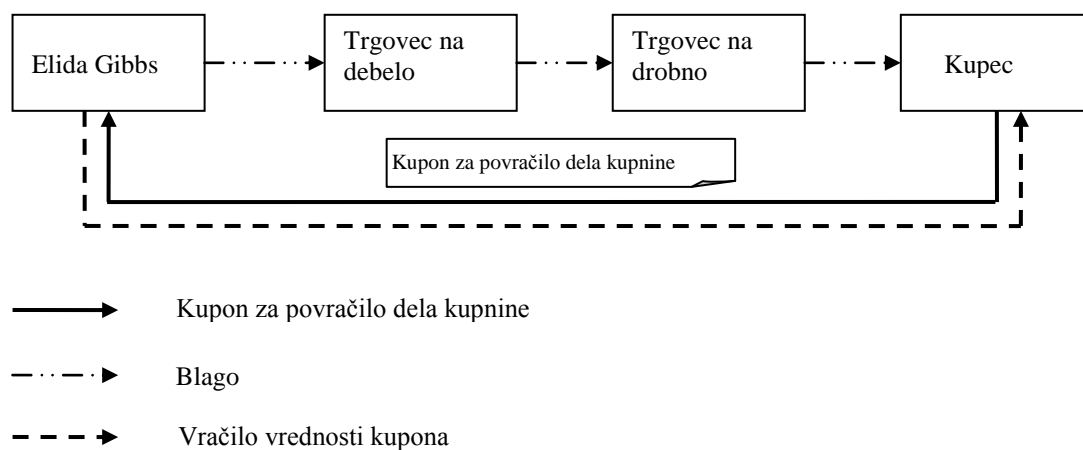 Elida Gibbs
Trgovec na
debelo
Trgovec na
drobno
Kupec
Kupon za povračilo dela kupnine
Kupon za povračilo dela kupnine
Blago
Vračilo vrednosti kupona